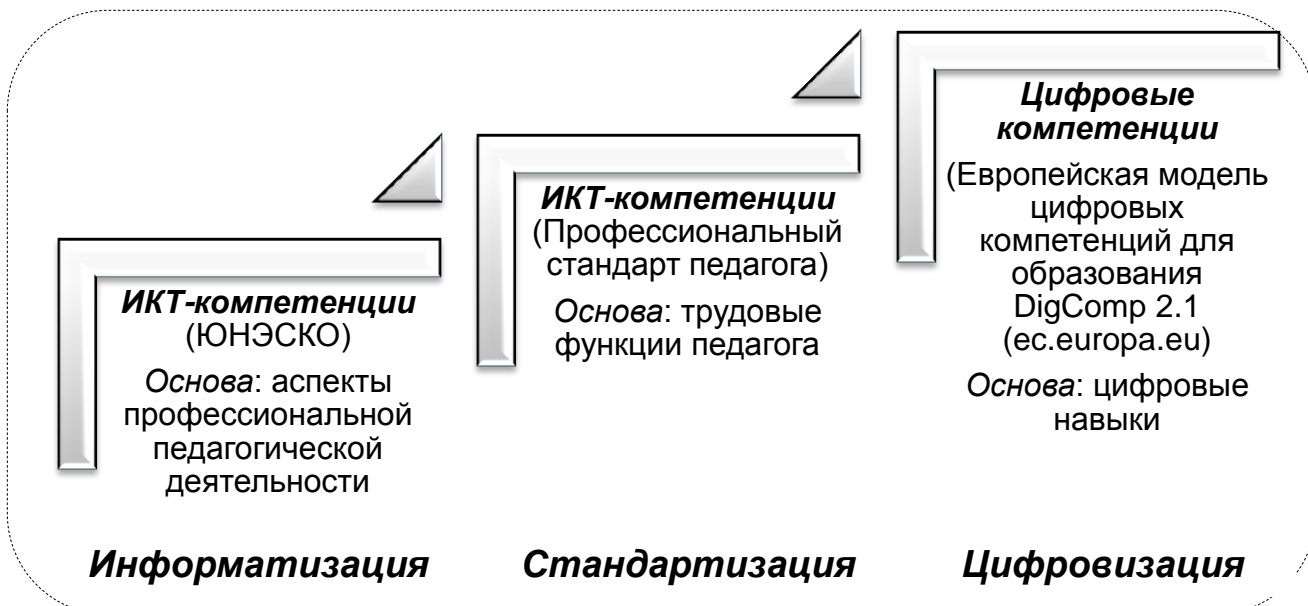 ИКТ-компетенции
(ЮНЭСКО)
Основа: аспекты
профессиональной
педагогической
деятельности
Информатизация
ИКТ-компетенции
(Профессиональный
стандарт педагога)
Основа: трудовые
функции педагога
Стандартизация
Цифровые
компетенции
(Европейская модель
цифровых
компетенций для
образования
DigComp 2.1
(ec.europa.eu)
Основа: цифровые
навыки
Цифровизация